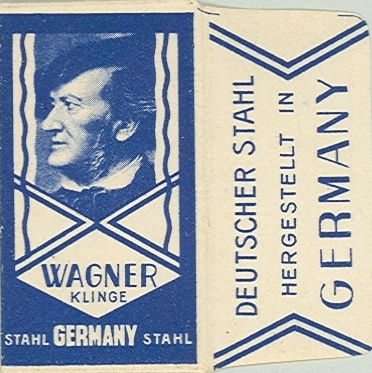 WAGNER
KLINGE
STAHL GERMANY STAHL
DEUTSCHER STAHL
HERGESTELLT IN
GERMANY